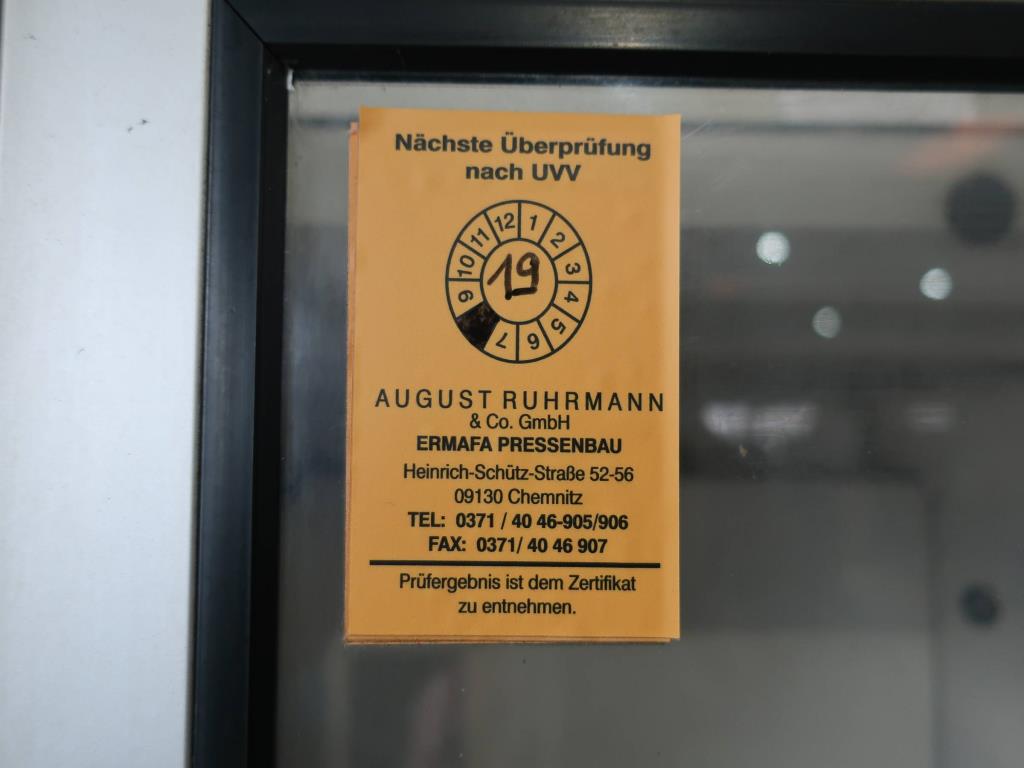 Nächste Überprüfung
nach UVV
12 1
11 2
10 19 3
9 4
5
7 6
AUGUST RUHRMANN
& Co. GmbH
ERMAFA PRESSENBAU
Heinrich-Schütz-Straße 52-56
09130 Chemnitz
TEL: 0371 / 40 46-905/906
FAX: 0371/ 40 46 907
Prüfergebnis ist dem Zertifikat
zu entnehmen.